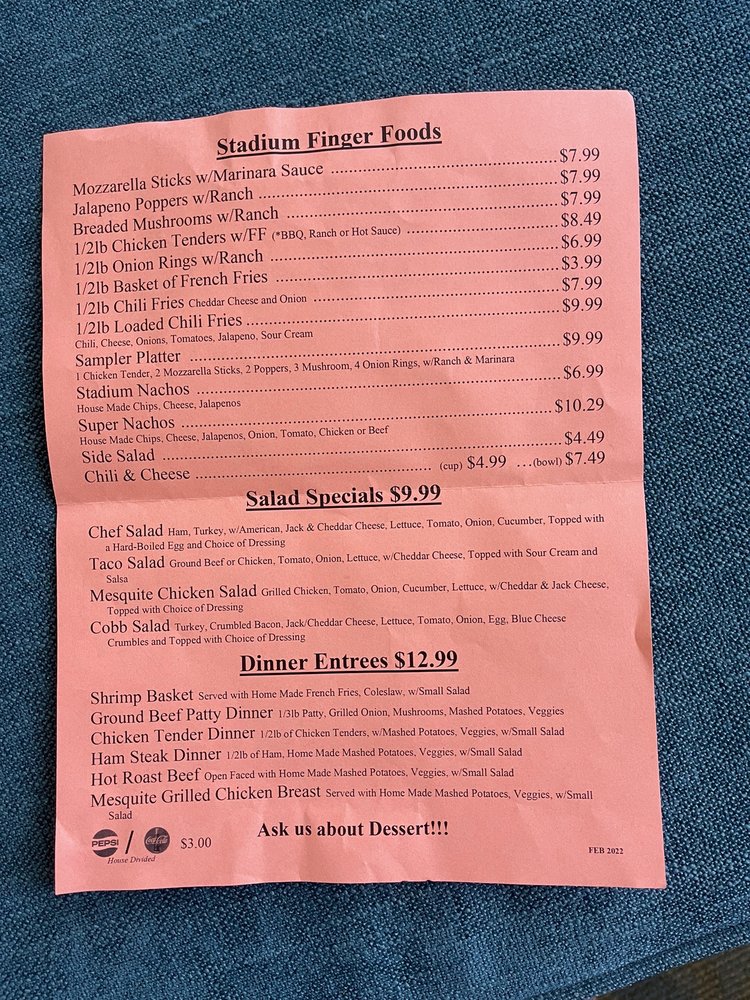 Stadium Finger Foods
Mozzarella Sticks w/Marinara Sauce ........ $7.99
Jalapeno Poppers w/Ranch ........ $7.99
Breaded Mushrooms w/Ranch ........ $7.99
1/2lb Chicken Tenders w/FF (*BBQ, Ranch or Hot Sauce) ........ $8.49
1/2lb Onion Rings w/Ranch ........ $6.99
1/2lb Basket of French Fries ........ $3.99
1/2lb Chili Fries Cheddar Cheese and Onion ........ $7.99
1/2lb Loaded Chili Fries ........ $9.99
Chili, Cheese, Onions, Tomatoes, Jalapeno, Sour Cream
Sampler Platter ........ $9.99
1 Chicken Tender, 2 Mozzarella Sticks, 2 Poppers, 3 Mushroom, 4 Onion Rings, w/Ranch & Marinara
Stadium Nachos ........ $6.99
House Made Chips, Cheese, Jalapenos
Super Nachos ........ $10.29
House Made Chips, Cheese, Jalapenos, Onion, Tomato, Chicken or Beef
Side Salad ........ $4.49
Chili & Cheese ........ (cup) $4.99 ...(bowl) $7.49
Salad Specials $9.99
Chef Salad Ham, Turkey, w/American, Jack & Cheddar Cheese, Lettuce, Tomato, Onion, Cucumber, Topped with
a Hard-Boiled Egg and Choice of Dressing
Taco Salad Ground Beef or Chicken, Tomato, Onion, Lettuce, w/Cheddar Cheese, Topped with Sour Cream and
Salsa
Mesquite Chicken Salad Grilled Chicken, Tomato, Onion, Cucumber, Lettuce, w/Cheddar & Jack Cheese,
Topped with Choice of Dressing
Cobb Salad Turkey, Crumbled Bacon, Jack/Cheddar Cheese, Lettuce, Tomato, Onion, Egg, Blue Cheese
Crumbles and Topped with Choice of Dressing
Dinner Entrees $12.99
Shrimp Basket Served with Home Made French Fries, Coleslaw, w/Small Salad
Ground Beef Patty Dinner 1/3lb Patty, Grilled Onion, Mushrooms, Mashed Potatoes, Veggies
Chicken Tender Dinner 1/2lb of Chicken Tenders, w/Mashed Potatoes, Veggies, w/Small Salad
Ham Steak Dinner 1/2lb of Ham, Home Made Mashed Potatoes, Veggies, w/Small Salad
Hot Roast Beef Open Faced with Home Made Mashed Potatoes, Veggies, w/Small Salad
Mesquite Grilled Chicken Breast Served with Home Made Mashed Potatoes, Veggies, w/Small
Salad
Ask us about Dessert!!!
PEPSI / Coca-Cola $3.00
House Divided
FEB 2022